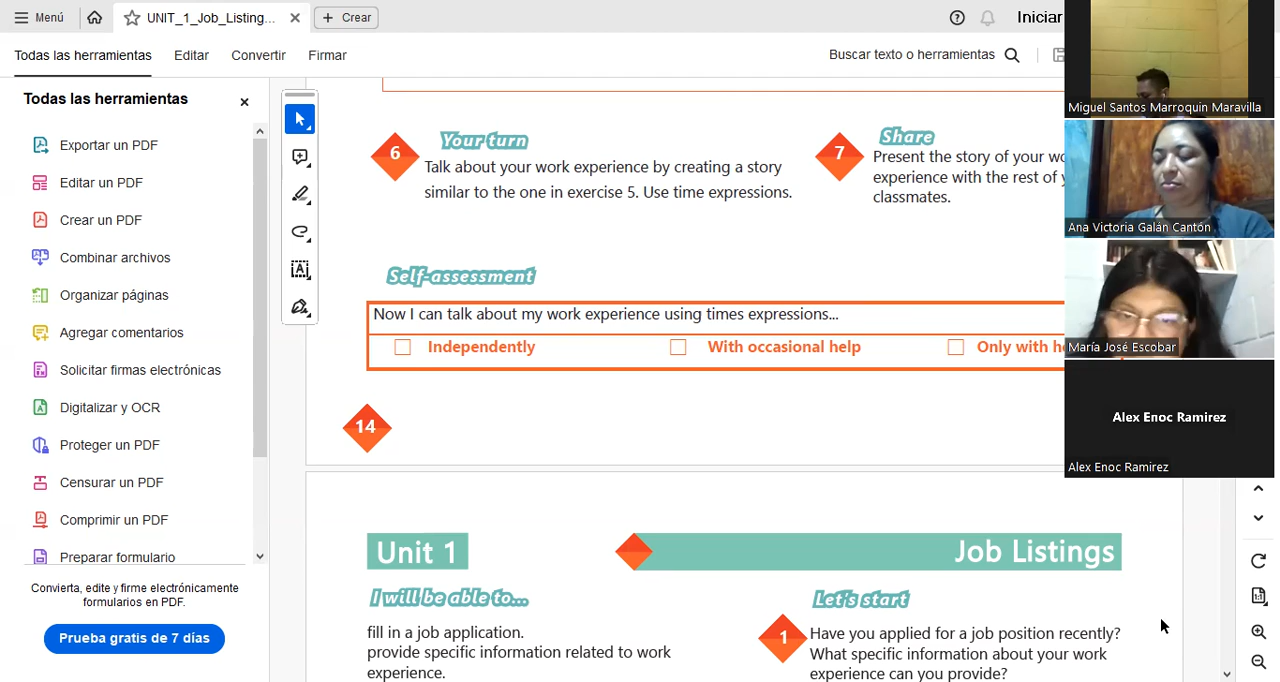 Menú
UNIT_1_Job_Listing...
Crear
Iniciar
Todas las herramientas
Editar
Convertir
Firmar
Buscar texto o herramientas
Todas las herramientas
Exportar un PDF
Editar un PDF
Crear un PDF
Combinar archivos
Organizar páginas
Agregar comentarios
Solicitar firmas electrónicas
Digitalizar y OCR
Proteger un PDF
Censurar un PDF
Comprimir un PDF
Preparar formulario
Convierta, edite y firme electrónicamente
formularios en PDF.
Prueba gratis de 7 días
6
Your turn
Talk about your work experience by creating a story
similar to the one in exercise 5. Use time expressions.
7
Share
Present the story of your
experience with the rest of
classmates.
Self-assessment
Now I can talk about my work experience using times expressions...
Independently
With occasional help
Only with
14
Unit 1
Job Listings
I will be able to...
fill in a job application.
provide specific information related to work
experience.
Let's start
1
Have you applied for a job position recently?
What specific information about your work
experience can you provide?
Miguel Santos Marroquin Maravilla
Ana Victoria Galán Cantón
María José Escobar
Alex Enoc Ramirez
Alex Enoc Ramirez